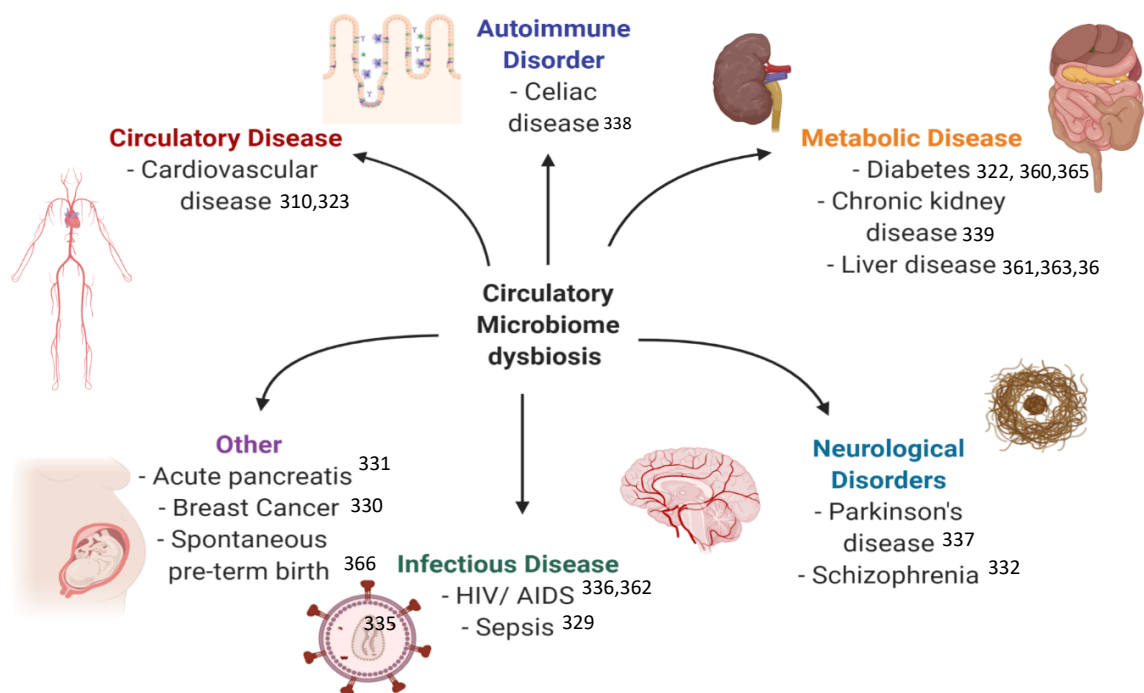 Autoimmune
Disorder
- Celiac
disease 338
Circulatory Disease
- Cardiovascular
disease 310,323
Metabolic Disease
- Diabetes 322, 360,365
- Chronic kidney
disease 339
- Liver disease 361,363,36
Circulatory
Microbiome
dysbiosis
Other
- Acute pancreatis 331
- Breast Cancer 330
- Spontaneous
pre-term birth 366
Infectious Disease
- HIV/ AIDS 336,362
335
- Sepsis 329
Neurological
Disorders
- Parkinson's
disease 337
- Schizophrenia 332